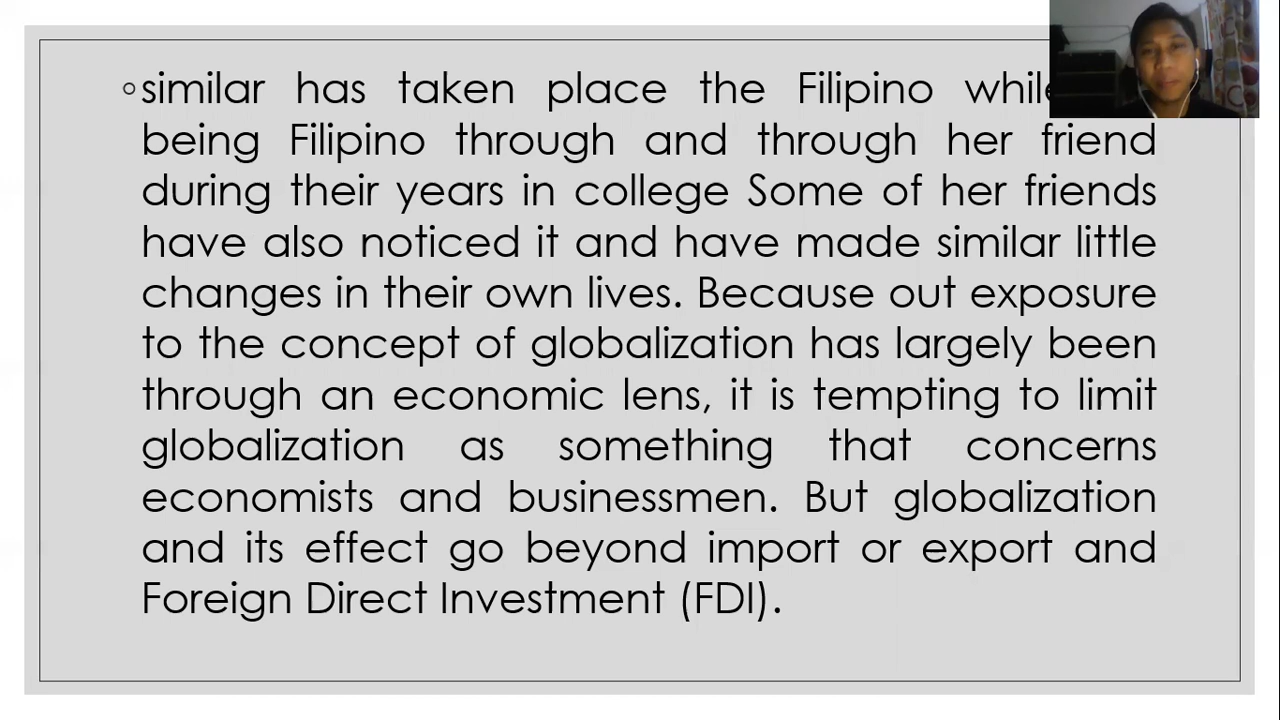 ◦similar has taken place the Filipino while
being Filipino through and through her friend
during their years in college Some of her friends
have also noticed it and have made similar little
changes in their own lives. Because out exposure
to the concept of globalization has largely been
through an economic lens, it is tempting to limit
globalization as something that concerns
economists and businessmen. But globalization
and its effect go beyond import or export and
Foreign Direct Investment (FDI).